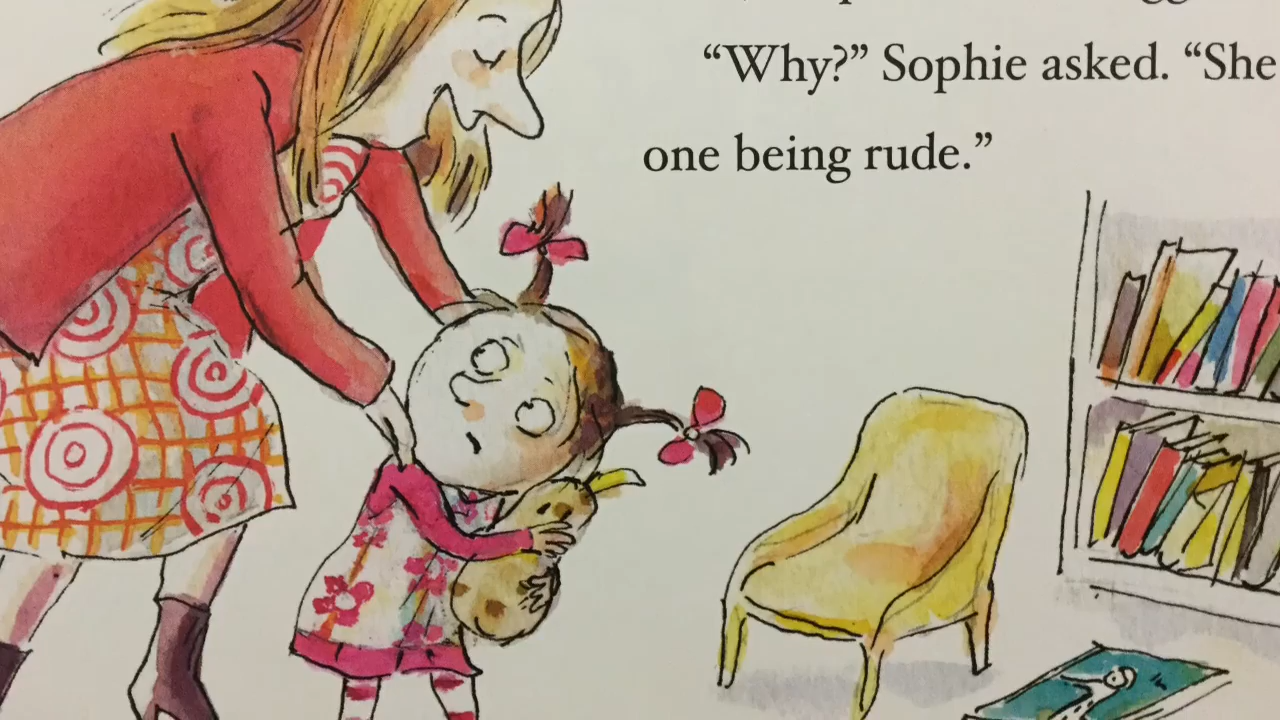 “Why?” Sophie asked. “She
one being rude.”